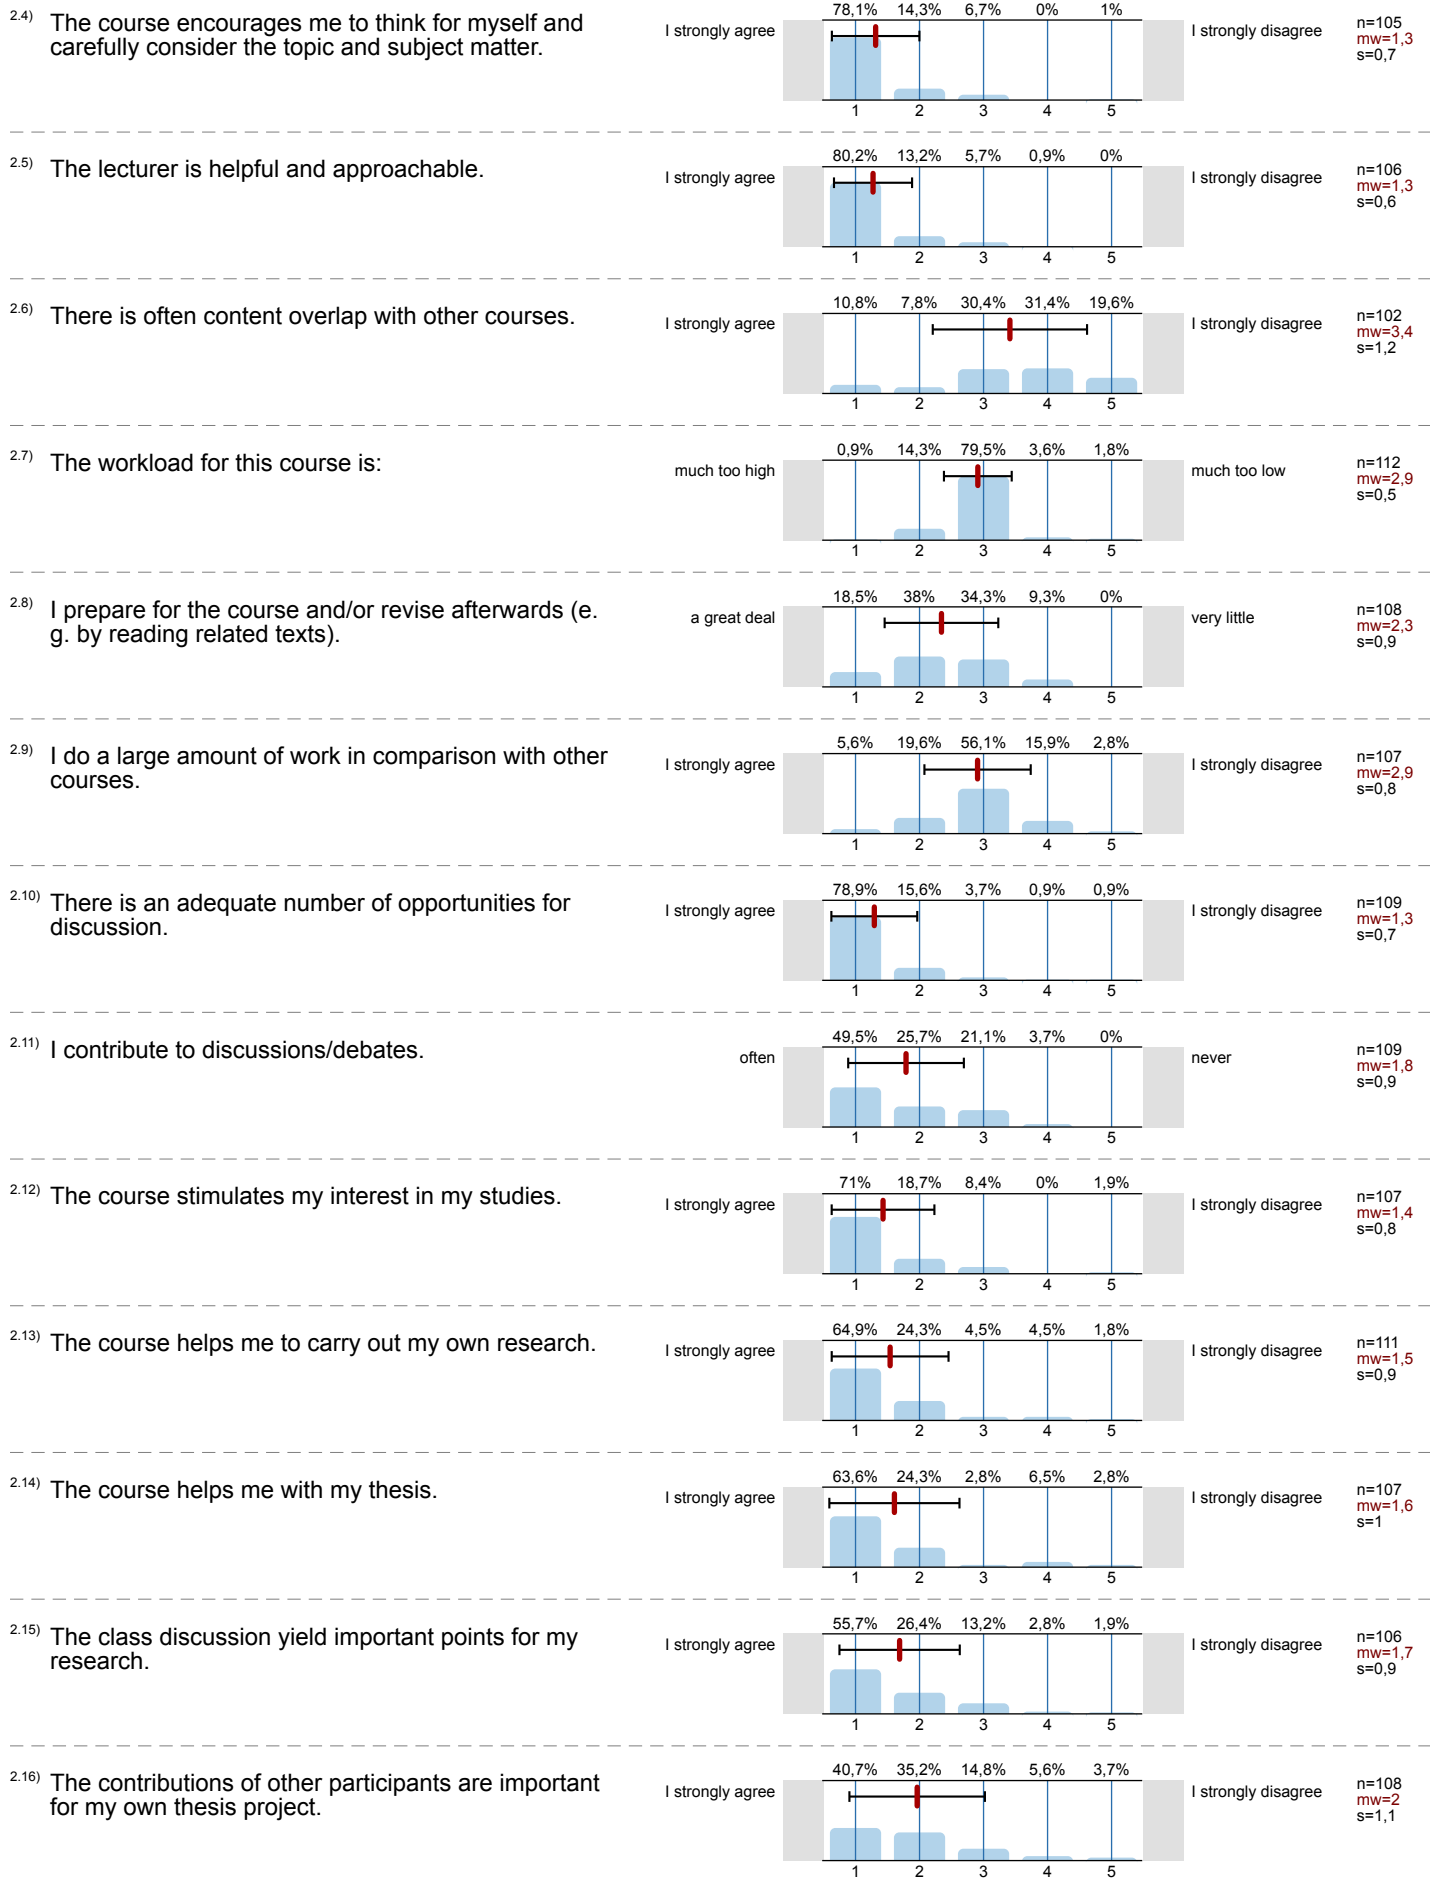 2.4) The course encourages me to think for myself and
carefully consider the topic and subject matter.
I strongly agree
78,1% 14,3% 6,7% 0% 1%
1 2 3 4 5
I strongly disagree
n=105
mw=1,3
s=0,7
2.5) The lecturer is helpful and approachable.
I strongly agree
80,2% 13,2% 5,7% 0,9% 0%
1 2 3 4 5
I strongly disagree
n=106
mw=1,3
s=0,6
2.6) There is often content overlap with other courses.
I strongly agree
10,8% 7,8% 30,4% 31,4% 19,6%
1 2 3 4 5
I strongly disagree
n=102
mw=3,4
s=1,2
2.7) The workload for this course is:
much too high
0,9% 14,3% 79,5% 3,6% 1,8%
1 2 3 4 5
much too low
n=112
mw=2,9
s=0,5
2.8) I prepare for the course and/or revise afterwards (e.
g. by reading related texts).
a great deal
18,5% 38% 34,3% 9,3% 0%
1 2 3 4 5
very little
n=108
mw=2,3
s=0,9
2.9) I do a large amount of work in comparison with other
courses.
I strongly agree
5,6% 19,6% 56,1% 15,9% 2,8%
1 2 3 4 5
I strongly disagree
n=107
mw=2,9
s=0,8
2.10) There is an adequate number of opportunities for
discussion.
I strongly agree
78,9% 15,6% 3,7% 0,9% 0,9%
1 2 3 4 5
I strongly disagree
n=109
mw=1,3
s=0,7
2.11) I contribute to discussions/debates.
often
49,5% 25,7% 21,1% 3,7% 0%
1 2 3 4 5
never
n=109
mw=1,8
s=0,9
2.12) The course stimulates my interest in my studies.
I strongly agree
71% 18,7% 8,4% 0% 1,9%
1 2 3 4 5
I strongly disagree
n=107
mw=1,4
s=0,8
2.13) The course helps me to carry out my own research.
I strongly agree
64,9% 24,3% 4,5% 4,5% 1,8%
1 2 3 4 5
I strongly disagree
n=111
mw=1,5
s=0,9
2.14) The course helps me with my thesis.
I strongly agree
63,6% 24,3% 2,8% 6,5% 2,8%
1 2 3 4 5
I strongly disagree
n=107
mw=1,6
s=1
2.15) The class discussion yield important points for my
research.
I strongly agree
55,7% 26,4% 13,2% 2,8% 1,9%
1 2 3 4 5
I strongly disagree
n=106
mw=1,7
s=0,9
2.16) The contributions of other participants are important
for my own thesis project.
I strongly agree
40,7% 35,2% 14,8% 5,6% 3,7%
1 2 3 4 5
I strongly disagree
n=108
mw=2
s=1,1